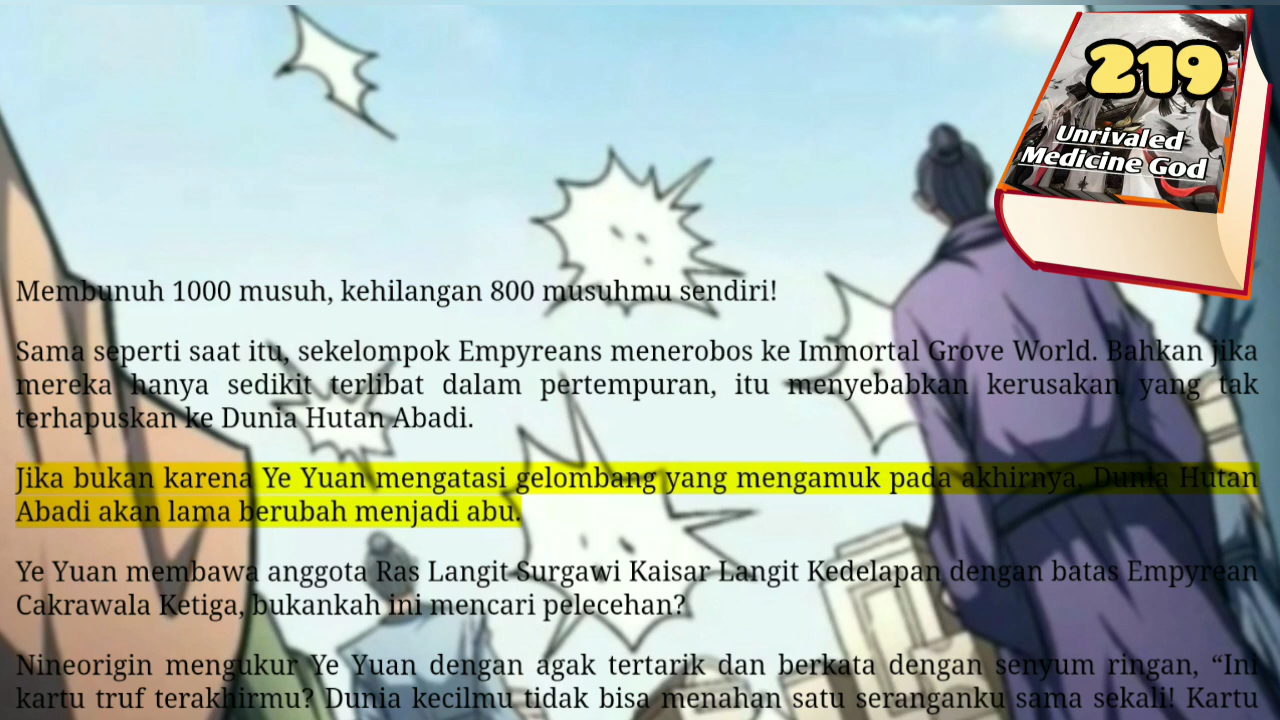 219
Unrivaled
Medicine God
Membunuh 1000 musuh, kehilangan 800 musuhmu sendiri!
Sama seperti saat itu, sekelompok Empyreans menerobos ke Immortal Grove World. Bahkan jika
mereka hanya sedikit terlibat dalam pertempuran, itu menyebabkan kerusakan yang tak
terhapuskan ke Dunia Hutan Abadi.
Jika bukan karena Ye Yuan mengatasi gelombang yang mengamuk pada akhirnya, Dunia Hutan
Abadi akan lama berubah menjadi abu.
Ye Yuan membawa anggota Ras Langit Surgawi Kaisar Langit Kedelapan dengan batas Empyrean
Cakrawala Ketiga, bukankah ini mencari pelecehan?
Nineorigin mengukur Ye Yuan dengan agak tertarik dan berkata dengan senyum ringan, “Ini
kartu truf terakhirmu? Dunia kecilmu tidak bisa menahan satu seranganku sama sekali! Kartu